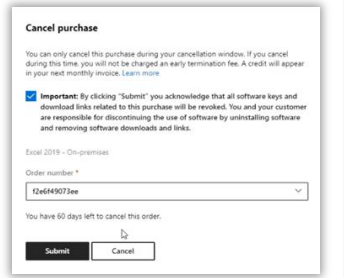 Cancel purchase
You can only cancel this purchase during your cancellation window. If you cancel
during this time, you will not be charged an early termination fee. A credit will appear
in your next monthly invoice. Learn more
Important: By clicking "Submit" you acknowledge that all software keys and
download links related to this purchase will be revoked. You and your customer
are responsible for discontinuing the use of software by uninstalling software
and removing software downloads and links.
Excel 2019 - On-premises
Order number *
f2e6f49073ee
You have 60 days left to cancel this order.
Submit
Cancel